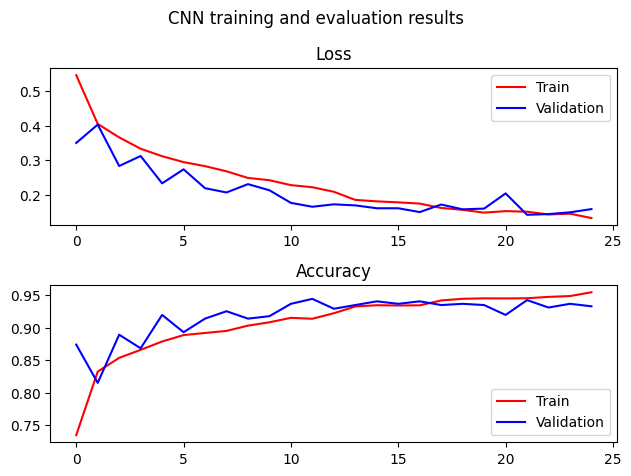 CNN training and evaluation results
Loss
0.5
0.4
0.3
0.2
Train
Validation
0 5 10 15 20 25
Accuracy
0.95
0.90
0.85
0.80
0.75
Train
Validation
0 5 10 15 20 25